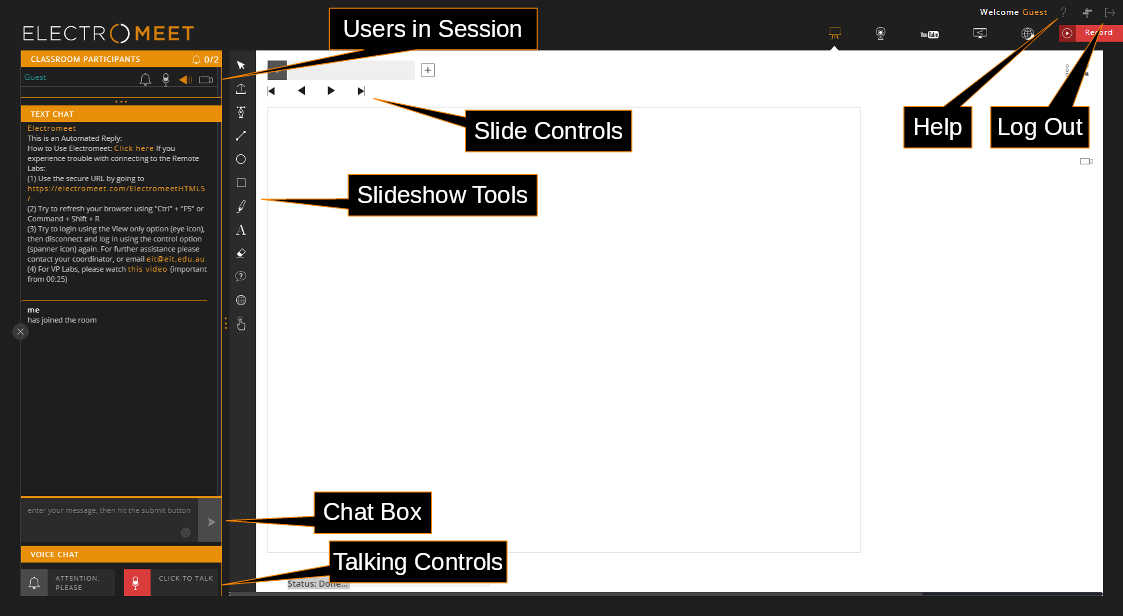 Welcome Guest
ELECTROMEET
Users in Session
You Tube
Record
CLASSROOM PARTICIPANTS 0/2
Guest
Slide Controls
Help
Log Out
TEXT CHAT
Electromeet
This is an Automated Reply:
How to Use Electromeet: Click here If you
experience trouble with connecting to the Remote
Labs:
(1) Use the secure URL by going to
https://electromeet.com/ElectromeetHTML5
/
(2) Try to refresh your browser using "Ctrl" + "F5" or
Command + Shift + R
(3) Try to login using the View only option (eye icon),
then disconnect and log in using the control option
(spanner icon) again. For further assistance please
contact your coordinator, or email eit@eit.edu.au
(4) For VP Labs, please watch this video (important
from 00:25)
Slideshow Tools
A
me
has joined the room
enter your message, then hit the submit button
Chat Box
VOICE CHAT
Talking Controls
ATTENTION,
PLEASE
CLICK TO TALK
Status: Done...